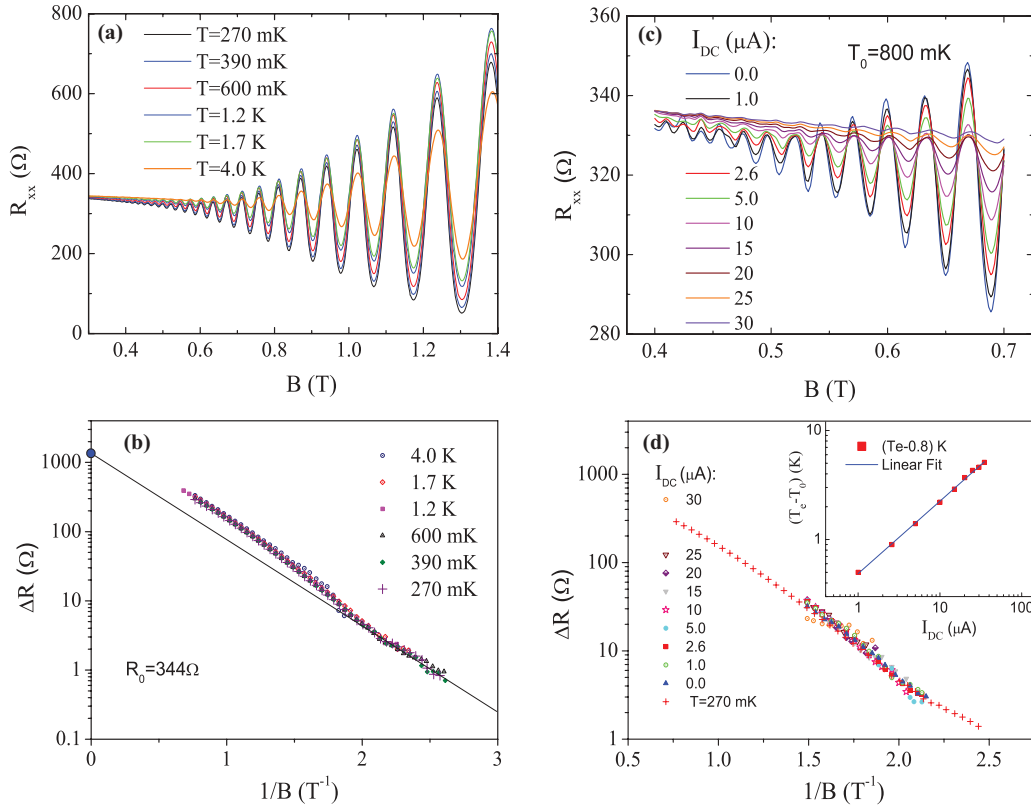 (a)
T=270 mK
T=390 mK
T=600 mK
T=1.2 K
T=1.7 K
T=4.0 K
R_xx (Ω)
800
600
400
200
0
0.4 0.6 0.8 1.0 1.2 1.4
B (T)
(c)
I_DC (μA):
T_0=800 mK
0.0
1.0
2.6
5.0
10
15
20
25
30
R_xx (Ω)
360
340
320
300
280
0.4 0.5 0.6 0.7
B (T)
(b)
4.0 K
1.7 K
1.2 K
600 mK
390 mK
270 mK
R_0=344Ω
ΔR (Ω)
1000
100
10
1
0.1
0 1 2 3
1/B (T^-1)
(d)
I_DC (μA):
30
25
20
15
10
5.0
2.6
1.0
0.0
T=270 mK
ΔR (Ω)
1000
100
10
1
0.5 1.0 1.5 2.0 2.5
1/B (T^-1)
(Te-0.8) K
Linear Fit
(T_e-T_0) (K)
10
1
1 10 100
I_DC (μA)